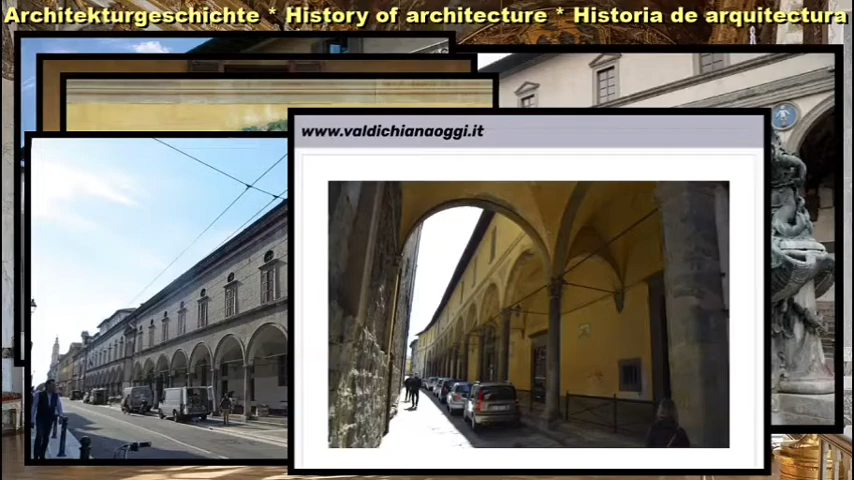 Architekturgeschichte * History of architecture * Historia de arquitectura
www.valdichianaoggi.it